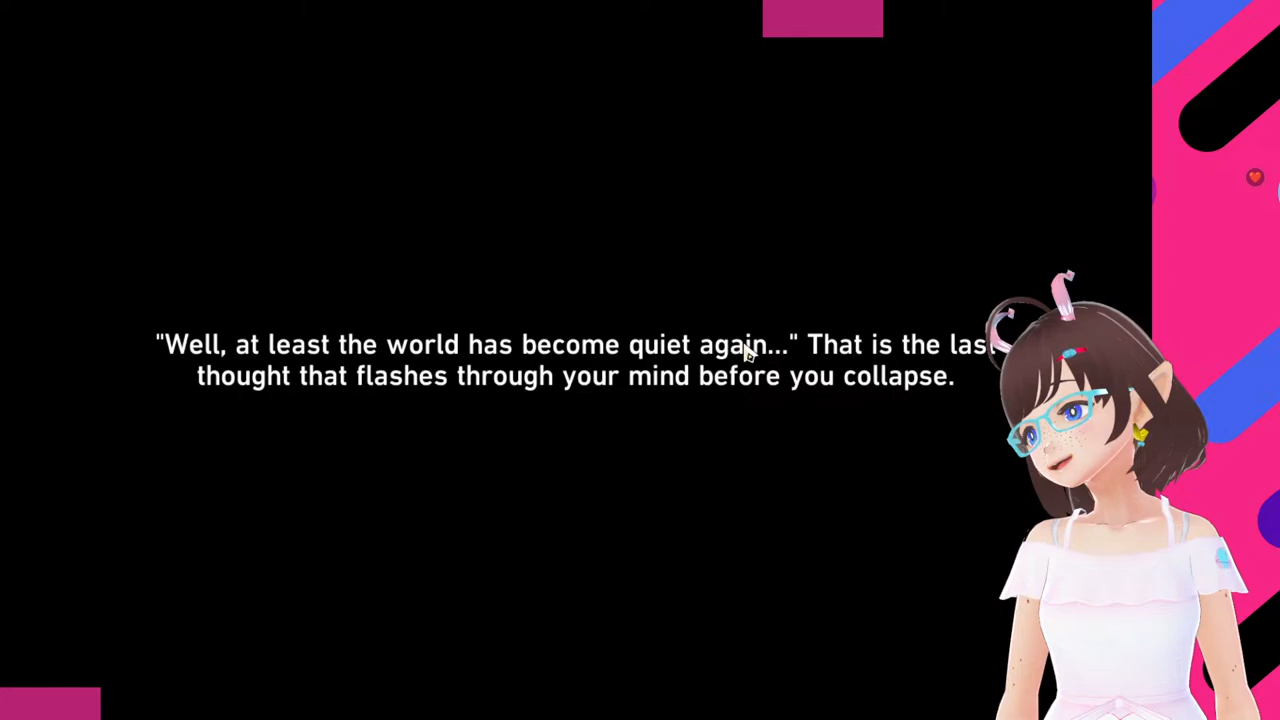 "Well, at least the world has become quiet again..." That is the las
thought that flashes through your mind before you collapse.